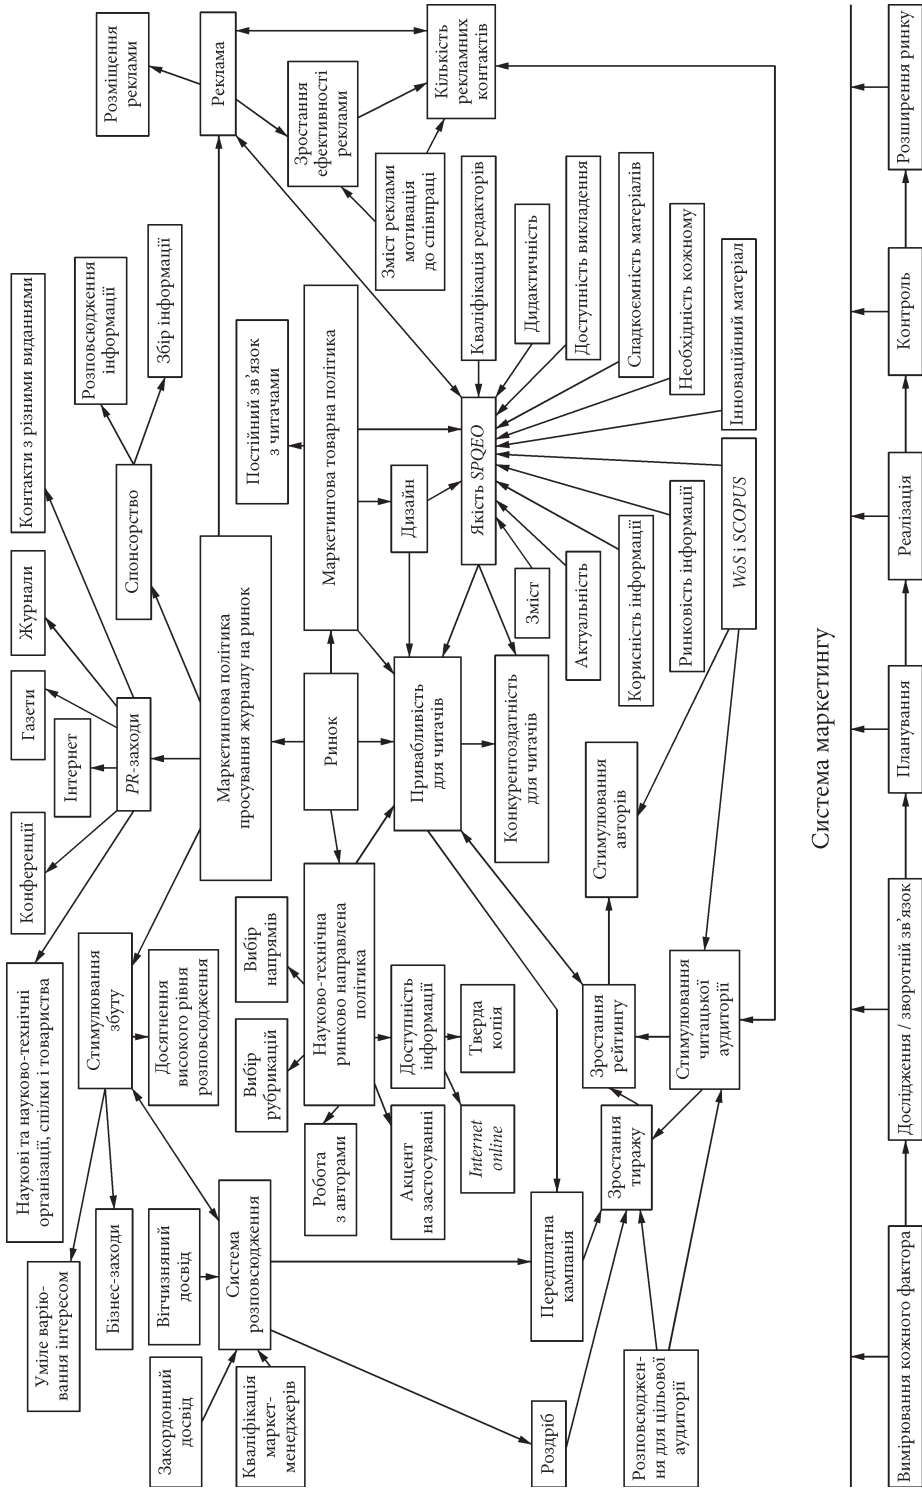 Наукові та науково-технічні
організації, спілки і товариства
Конференції
Газети
Журнали
Контакти з різними виданнями
Інтернет
Уміле варію-
вання інтересом
Стимулювання
збуту
PR-заходи
Спонсорство
Розповсюдження
інформації
Розміщення
реклами
Бізнес-заходи
Збір інформації
Вітчизняний
досвід
Досягнення
високого рівня
розповсюдження
Закордонний
досвід
Маркетингова політика
просування журналу на ринок
Реклама
Система
розповсюдження
Кваліфікація
маркет-
менеджерів
Вибір
рубрикацій
Вибір
напрямів
Постійний зв’язок
з читачами
Зростання
ефективності
реклами
Робота
з авторами
Науково-технічна
ринково направлена
політика
Ринок
Маркетингова товарна політика
Зміст реклами
мотивація
до співпраці
Кількість
рекламних
контактів
Акцент
на застосуванні
Доступність
інформації
Привабливість
для читачів
Дизайн
Internet
online
Тверда
копія
Конкурентоздатність
для читачів
Якість SPQEO
Кваліфікація редакторів
Дидактичність
Доступність викладення
Спадкоємність матеріалів
Необхідність кожному
Інноваційний матеріал
Зміст
Актуальність
Корисність інформації
Ринковість інформації
WoS і SCOPUS
Роздріб
Передплатна
кампанія
Зростання
тиражу
Зростання
рейтингу
Стимулювання
авторів
Розповсюджен-
ня для цільової
аудиторії
Стимулювання
читацької
аудиторії
Система маркетингу
Вимірювання кожного фактора
Дослідження / зворотній зв’язок
Планування
Реалізація
Контроль
Розширення ринку